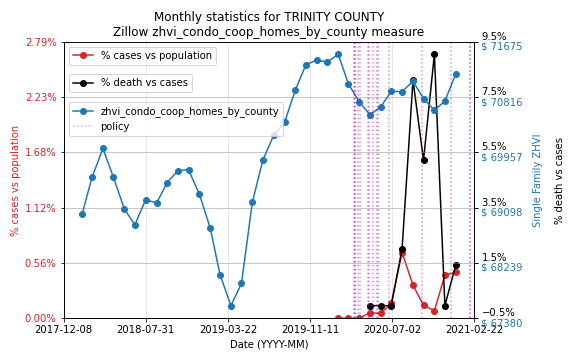 Monthly statistics for TRINITY COUNTY
Zillow zhvi_condo_coop_homes_by_county measure
2.79%
2.23%
1.68%
1.12%
0.56%
0.00%
% cases vs population
% cases vs population
% death vs cases
zhvi_condo_coop_homes_by_county
policy
9.5%
$ 71675
7.5%
$ 70816
5.5%
$ 69957
3.5%
$ 69098
1.5%
$ 68239
−0.5%
$ 67380
Single Family ZHVI
% death vs cases
2017-12-08
2018-07-31
2019-03-22
2019-11-11
2020-07-02
2021-02-22
Date (YYYY-MM)